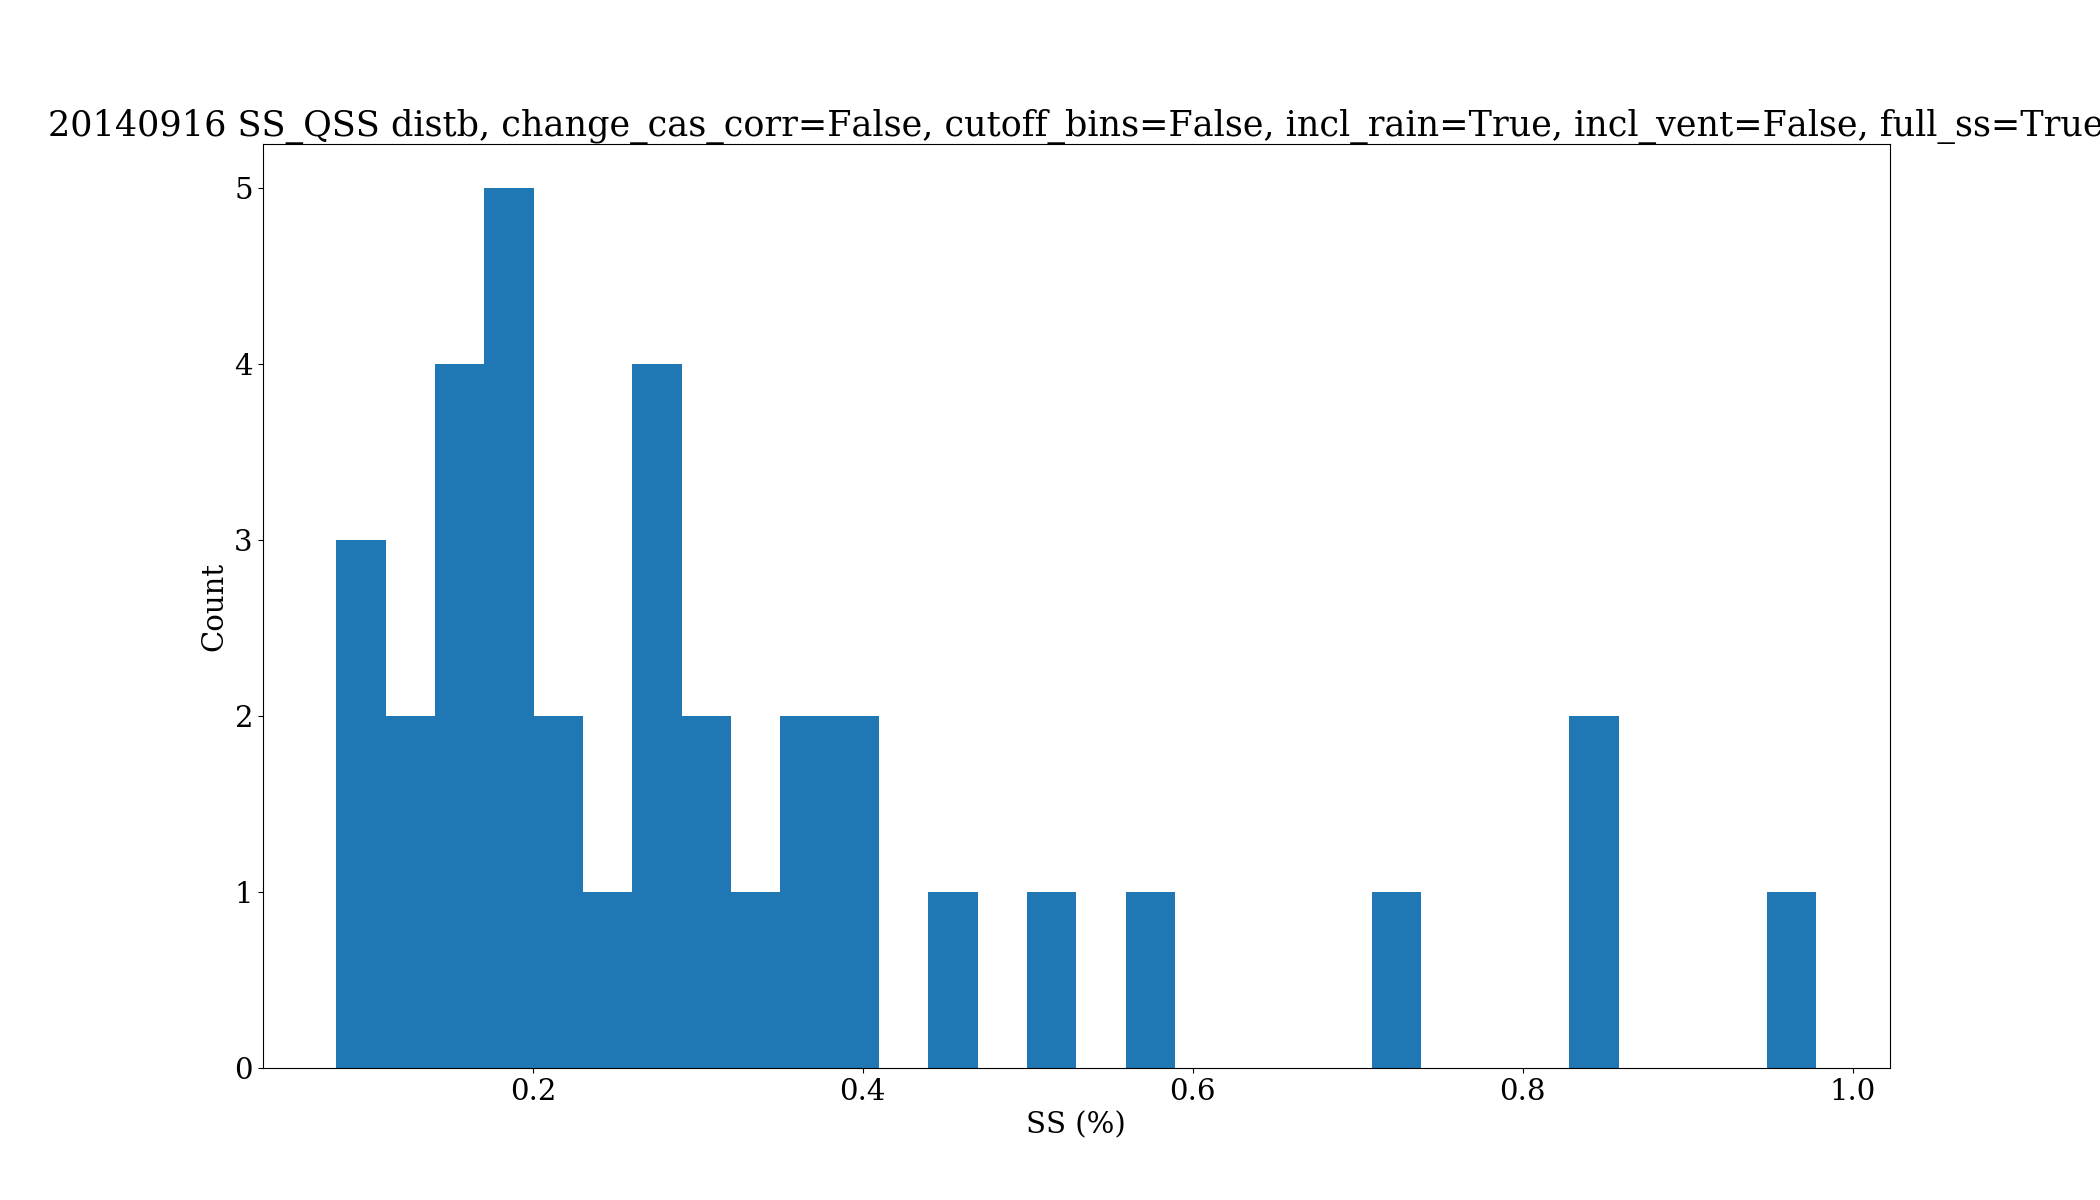 20140916 SS_QSS distb, change_cas_corr=False, cutoff_bins=False, incl_rain=True, incl_vent=False, full_ss=True
5
4
3
2
1
0
Count
0.2 0.4 0.6 0.8 1.0
SS (%)